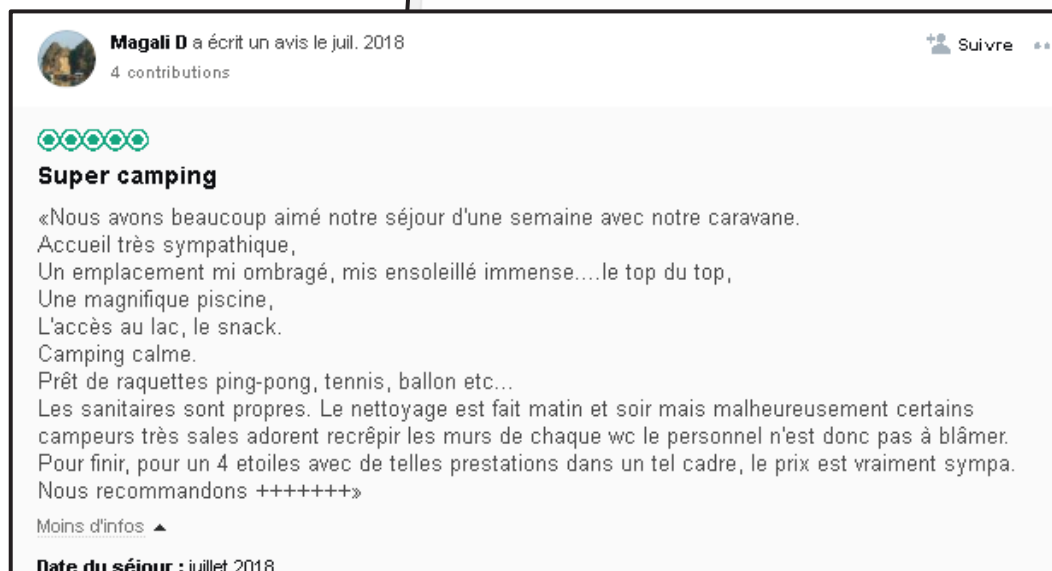 Magali D a écrit un avis le juil. 2018
Suivre
4 contributions
Super camping
«Nous avons beaucoup aimé notre séjour d'une semaine avec notre caravane.
Accueil très sympathique,
Un emplacement mi ombragé, mis ensoleillé immense....le top du top,
Une magnifique piscine,
L'accès au lac, le snack.
Camping calme.
Prêt de raquettes ping-pong, tennis, ballon etc...
Les sanitaires sont propres. Le nettoyage est fait matin et soir mais malheureusement certains
campeurs très sales adorent recrêpir les murs de chaque wc le personnel n'est donc pas à blâmer.
Pour finir, pour un 4 etoiles avec de telles prestations dans un tel cadre, le prix est vraiment sympa.
Nous recommandons +++++++»
Moins d'infos
Date du séjour : juillet 2018